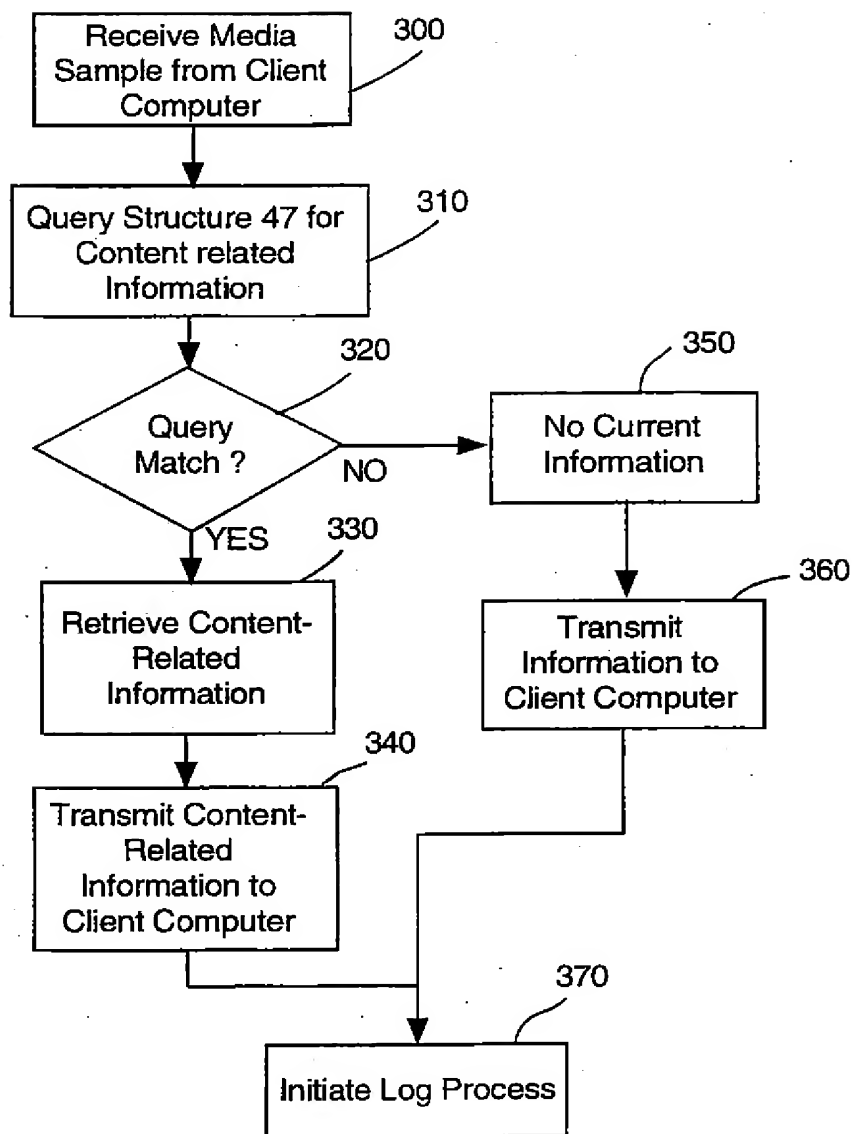 Receive Media
Sample from Client
Computer
300
Query Structure 47 for
Content related
Information
310
Query
Match ?
320
NO
YES
350
No Current
Information
330
Retrieve Content-
Related
Information
360
Transmit
Information to
Client Computer
340
Transmit Content-
Related
Information to
Client Computer
370
Initiate Log Process